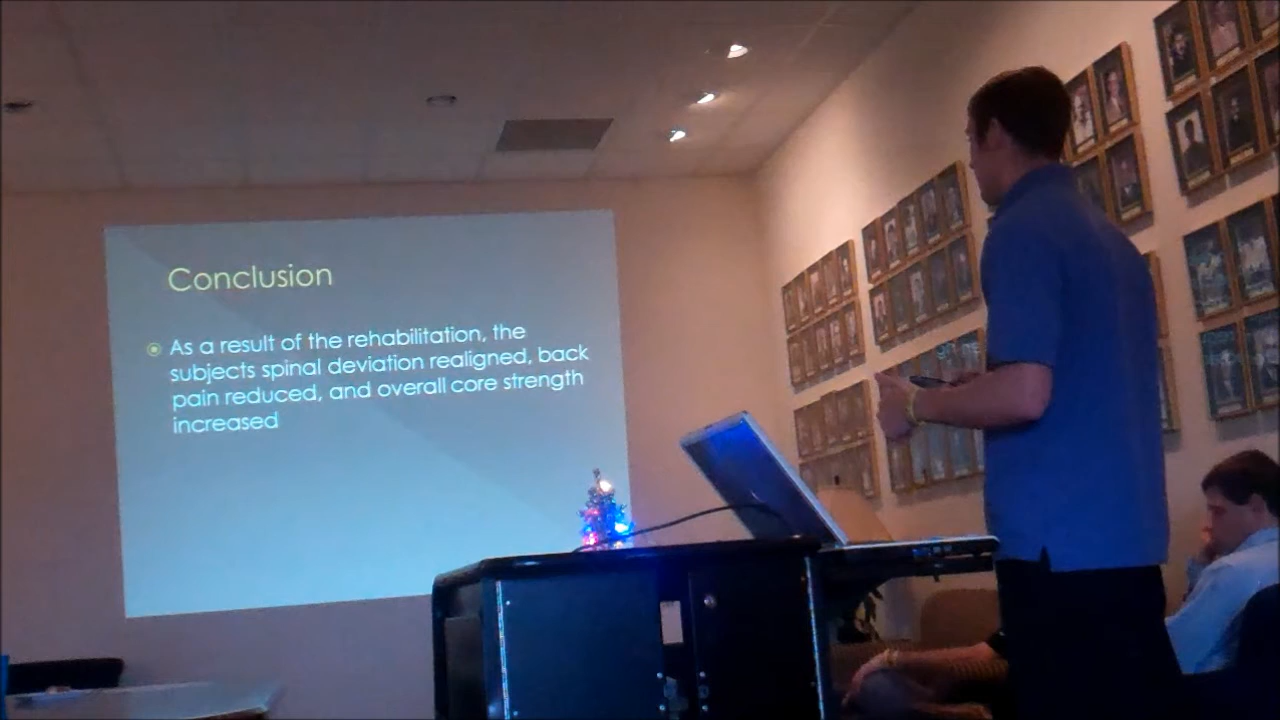 Conclusion
As a result of the rehabilitation, the
subjects spinal deviation realigned, back
pain reduced, and overall core strength
increased